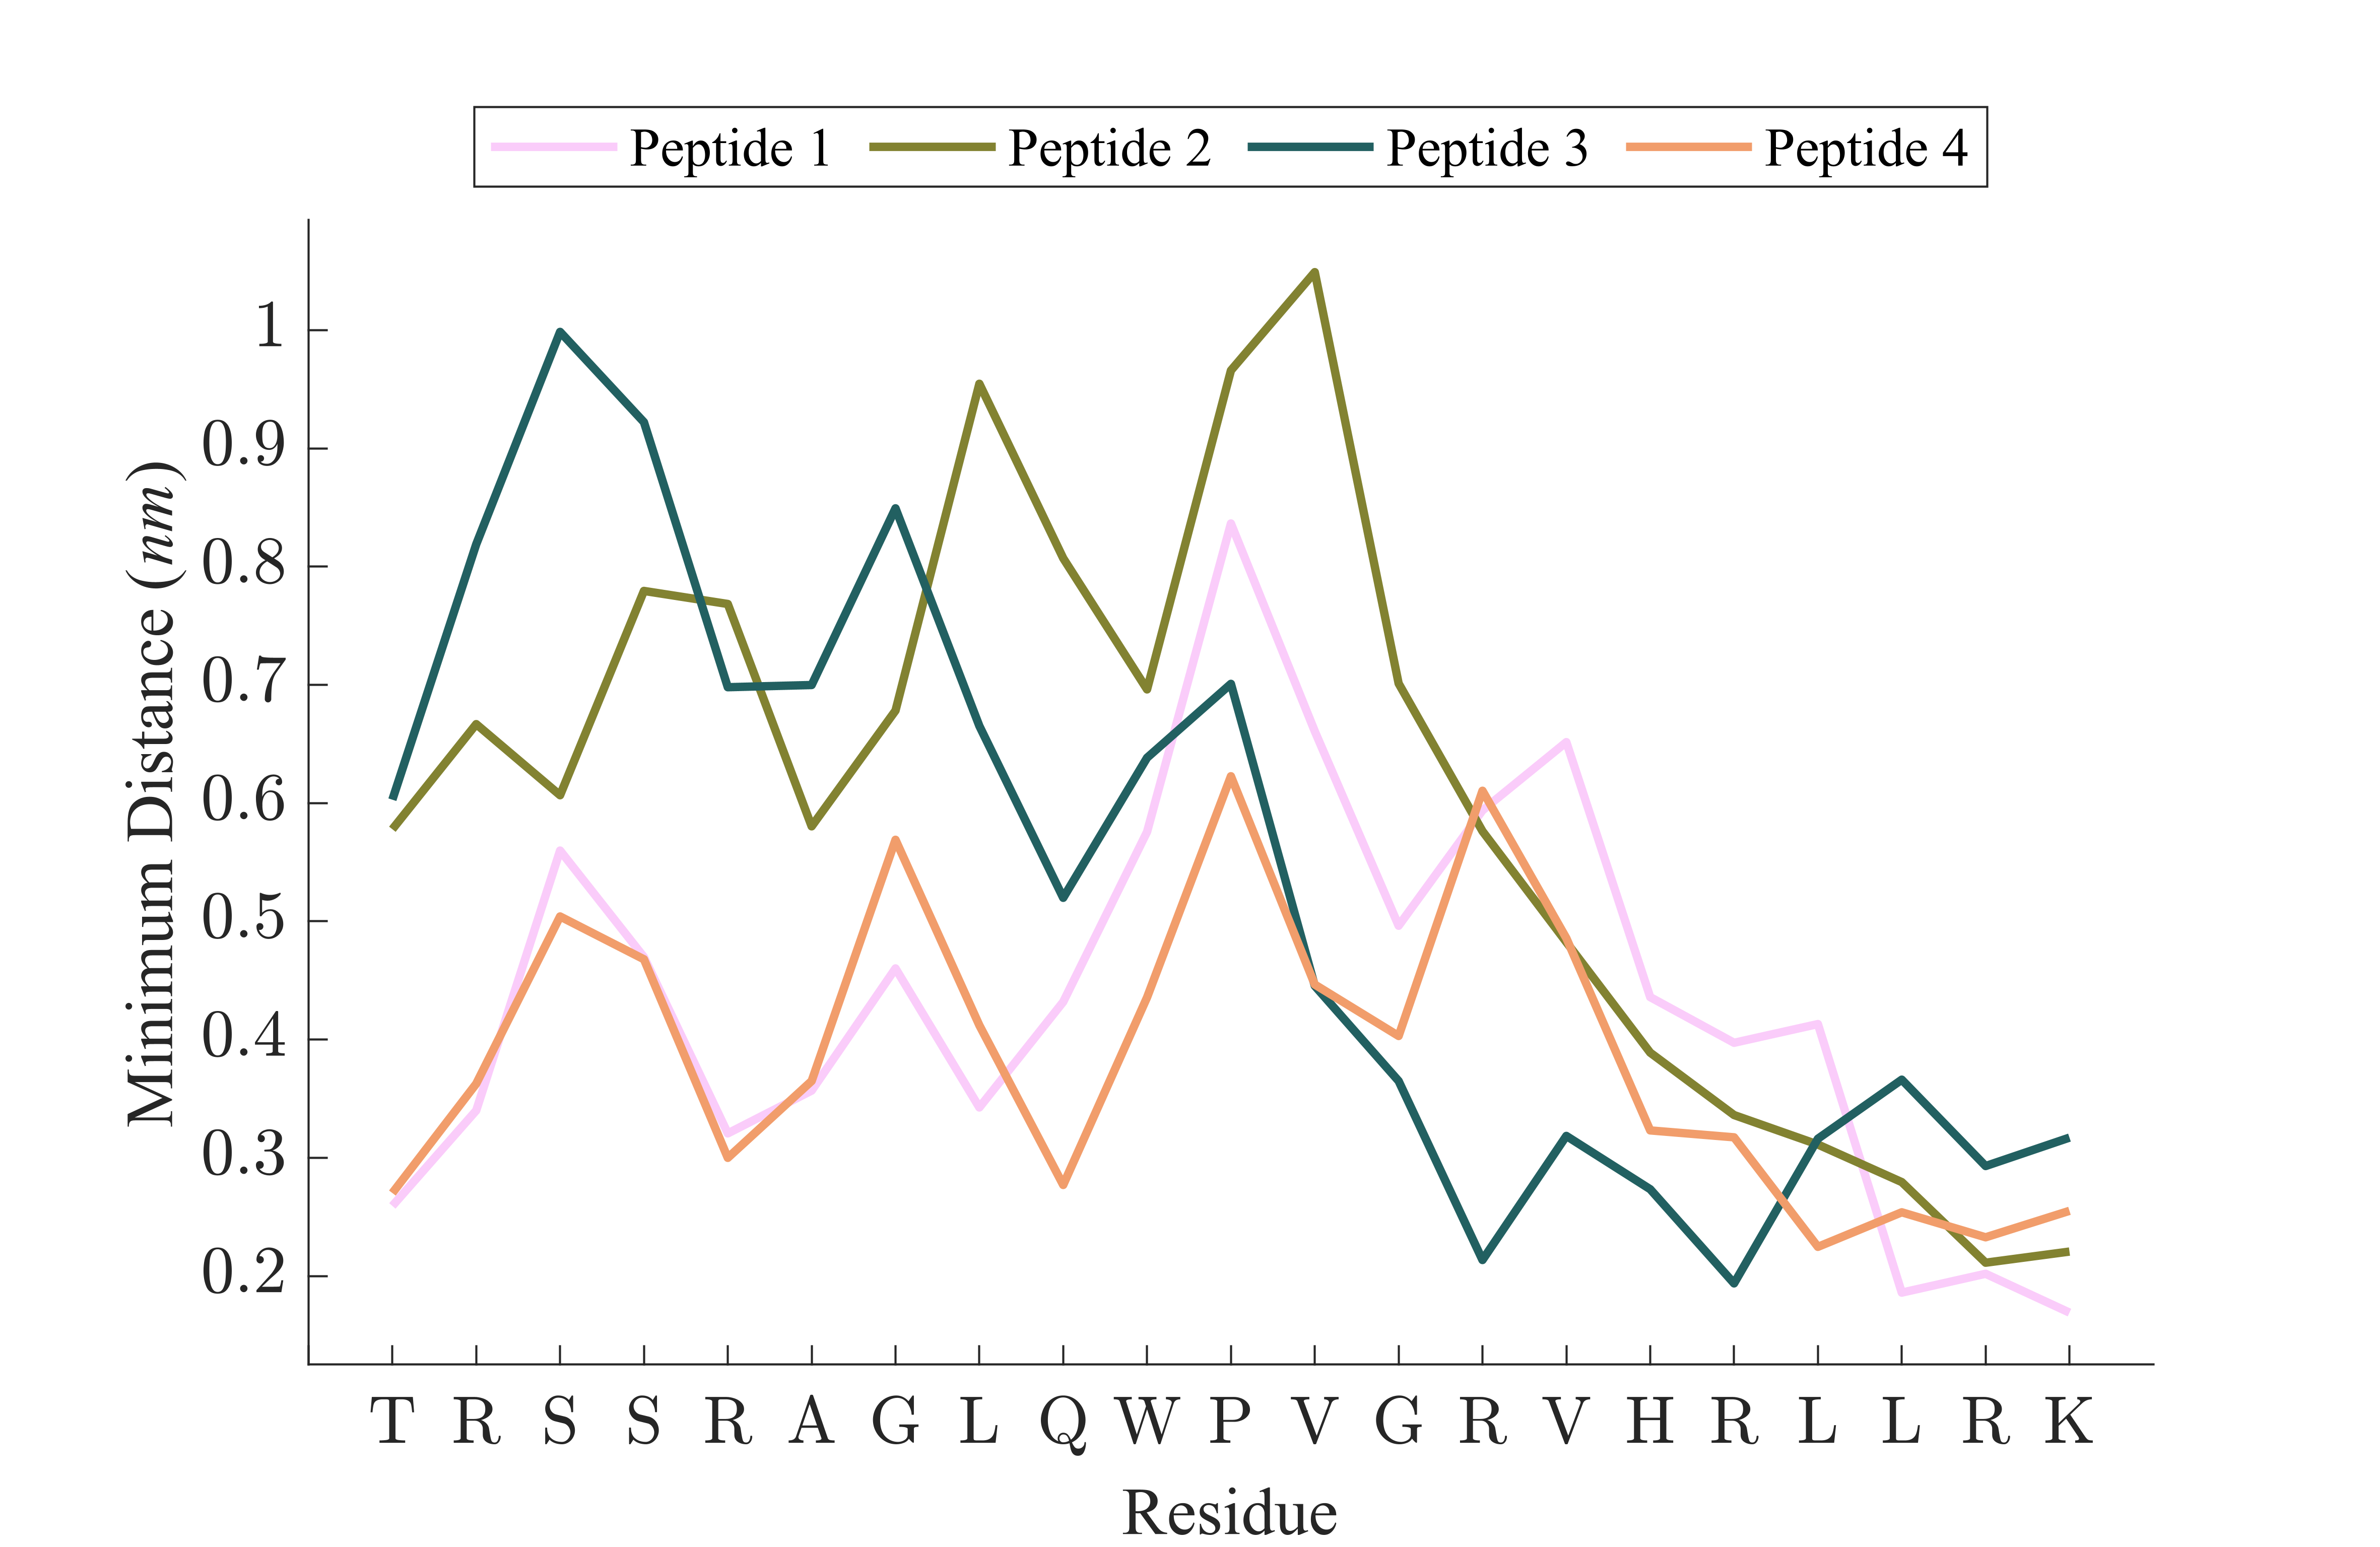 Peptide 1 Peptide 2 Peptide 3 Peptide 4
Minimum Distance (nm)
1
0.9
0.8
0.7
0.6
0.5
0.4
0.3
0.2
T R S S R A G L Q W P V G R V H R L L R K
Residue